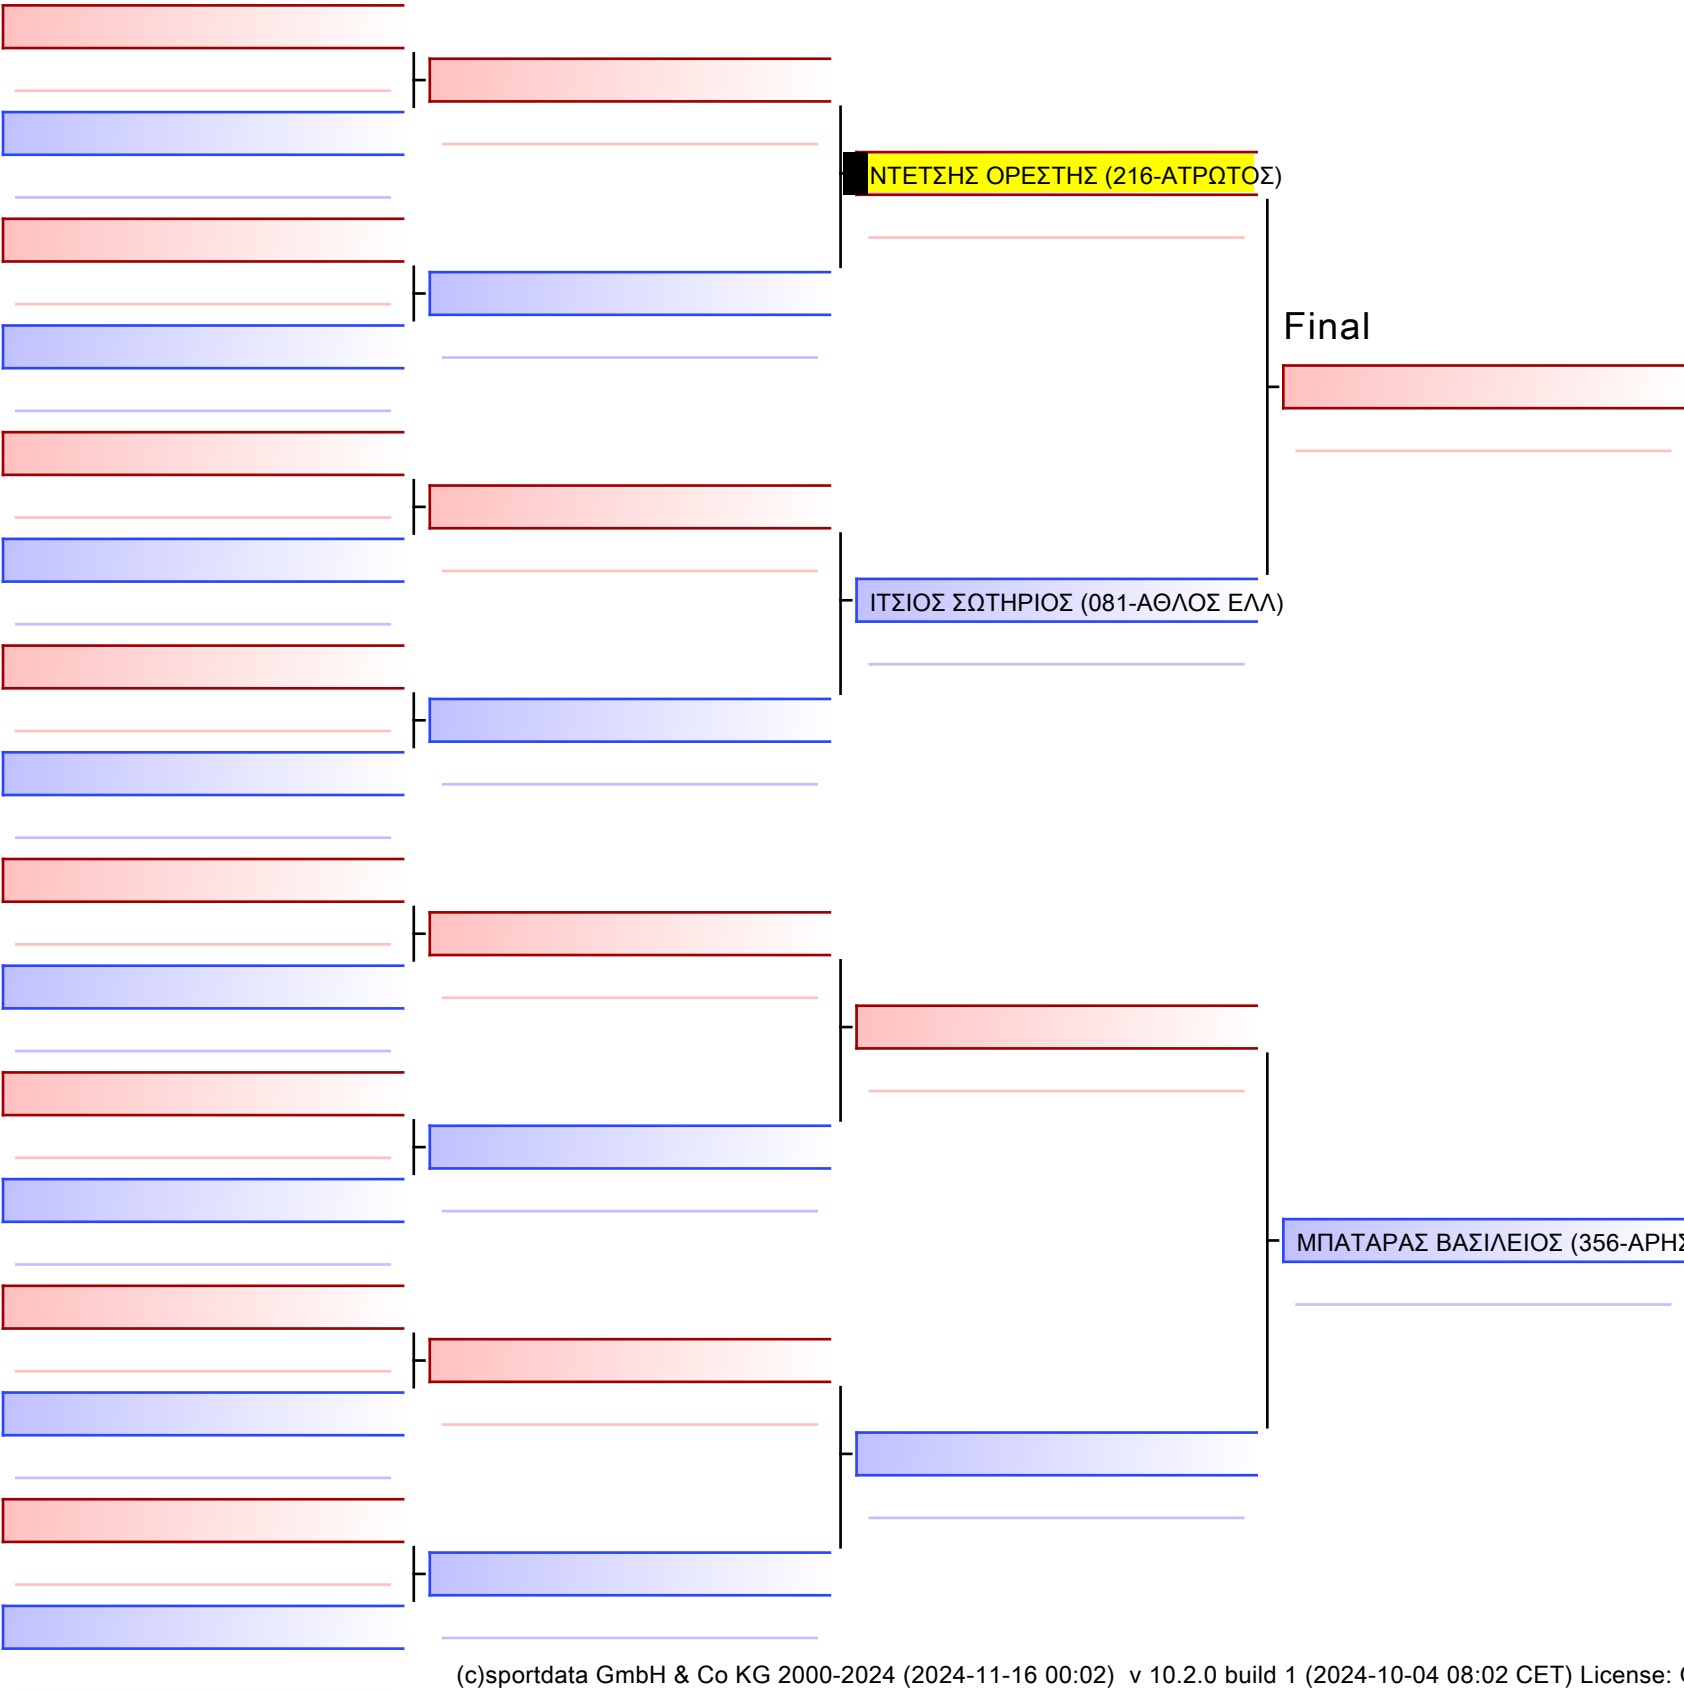 ΝΤΕΤΣΗΣ ΟΡΕΣΤΗΣ (216-ΑΤΡΩΤΟΣ)
Final
ΙΤΣΙΟΣ ΣΩΤΗΡΙΟΣ (081-ΑΘΛΟΣ ΕΛΛ)
ΜΠΑΤΑΡΑΣ ΒΑΣΙΛΕΙΟΣ (356-ΑΡΗΣ
(c)sportdata GmbH & Co KG 2000-2024 (2024-11-16 00:02) v 10.2.0 build 1 (2024-10-04 08:02 CET) License: